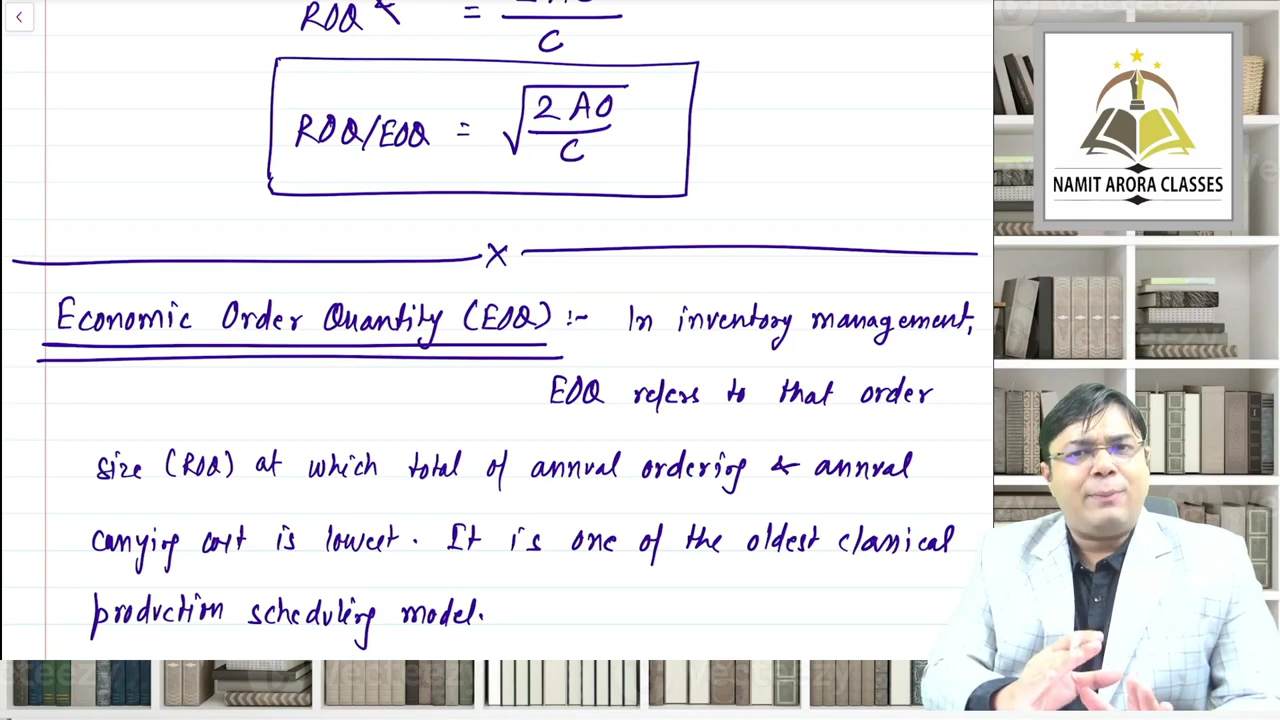 ROQ² = 2AO/C
ROQ/EOQ = √(2AO/C)
x
Economic Order Quantity (EOQ) :- In inventory management,
EOQ refers to that order
size (ROQ) at which total of annual ordering & annual
carrying cost is lowest. It is one of the oldest classical
production scheduling model.
NAMIT ARORA CLASSES